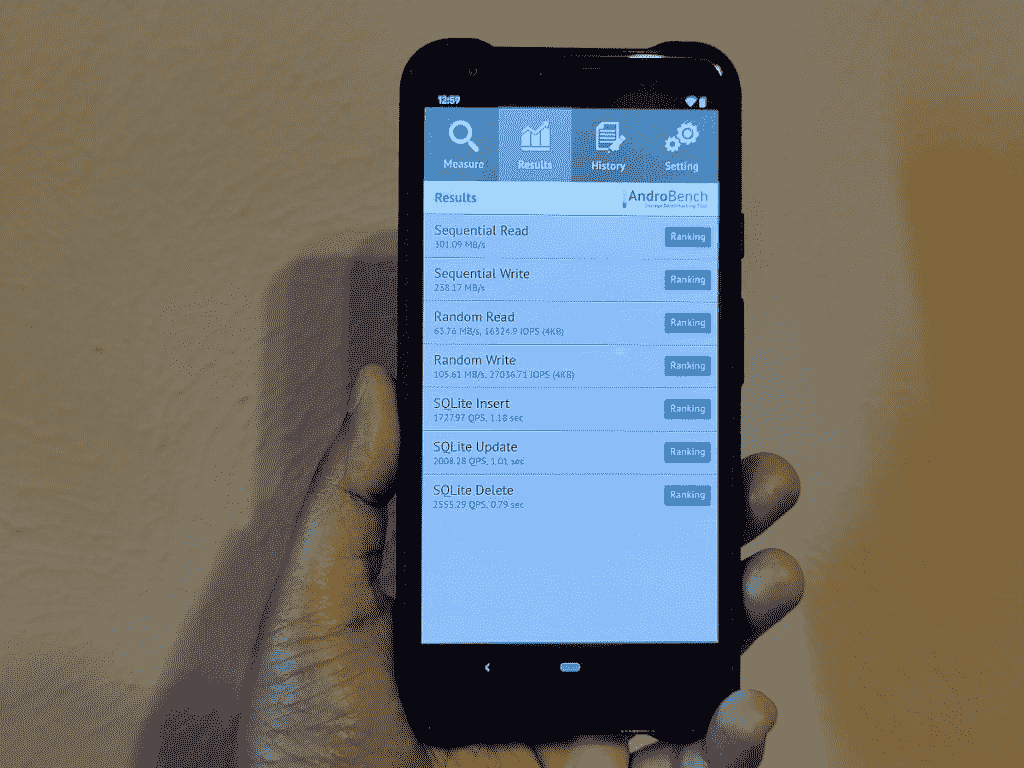 12:59
Measure
Results
History
Setting
Results
AndroBench
Storage Benchmarking Tool
Sequential Read
Ranking
301.09 MB/s
Sequential Write
Ranking
238.17 MB/s
Random Read
Ranking
63.76 MB/s, 16324.9 IOPS (4KB)
Random Write
Ranking
105.61 MB/s, 27036.71 IOPS (4KB)
SQLite Insert
Ranking
1727.97 QPS, 1.18 sec
SQLite Update
Ranking
2008.28 QPS, 1.01 sec
SQLite Delete
Ranking
2555.29 QPS, 0.79 sec